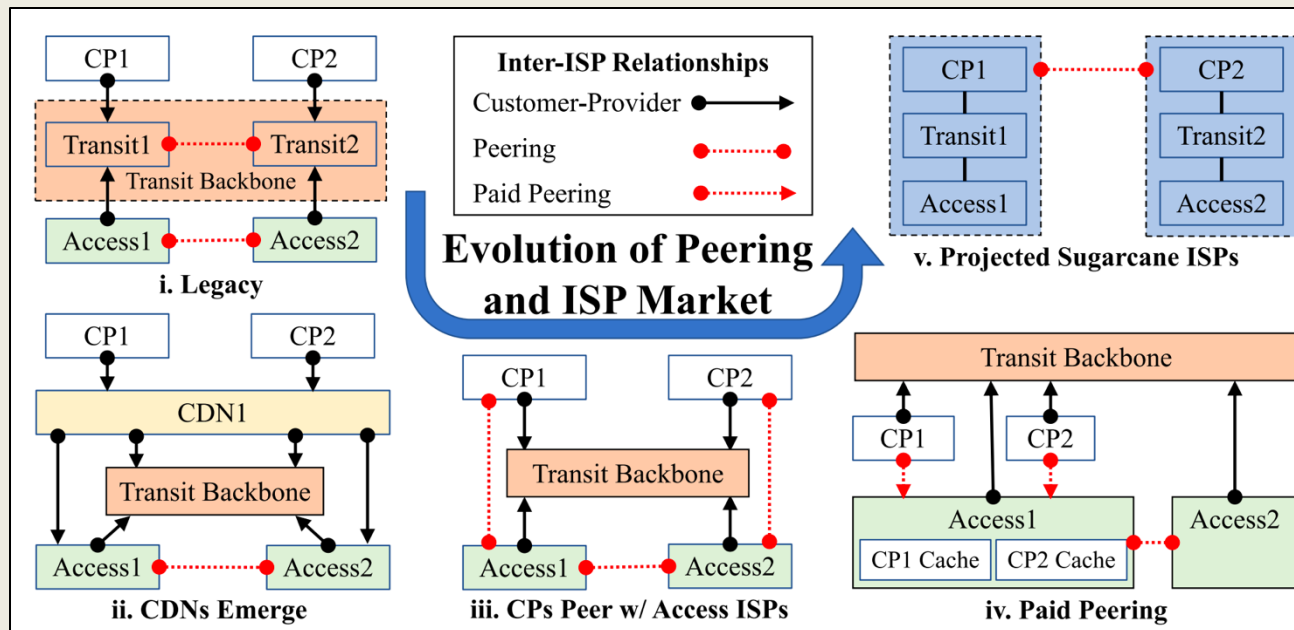 CP1
CP2
Transit1
Transit2
Transit Backbone
Access1
Access2
i. Legacy
Inter-ISP Relationships
Customer-Provider
Peering
Paid Peering
Evolution of Peering
and ISP Market
CP1
CP2
Transit1
Transit2
Access1
Access2
v. Projected Sugarcane ISPs
CP1
CP2
CDN1
Transit Backbone
Access1
Access2
ii. CDNs Emerge
CP1
CP2
Transit Backbone
Access1
Access2
iii. CPs Peer w/ Access ISPs
Transit Backbone
CP1
CP2
Access1
Access2
CP1 Cache
CP2 Cache
iv. Paid Peering